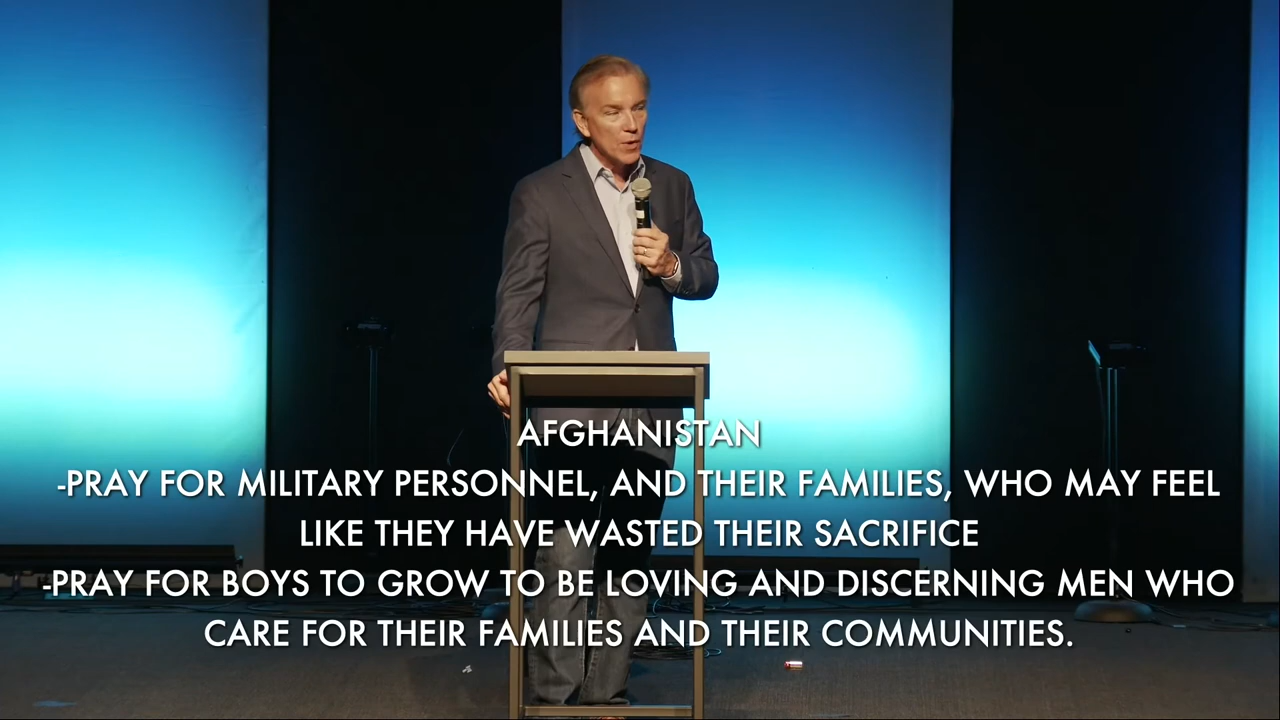 AFGHANISTAN
-PRAY FOR MILITARY PERSONNEL, AND THEIR FAMILIES, WHO MAY FEEL
LIKE THEY HAVE WASTED THEIR SACRIFICE
-PRAY FOR BOYS TO GROW TO BE LOVING AND DISCERNING MEN WHO
CARE FOR THEIR FAMILIES AND THEIR COMMUNITIES.